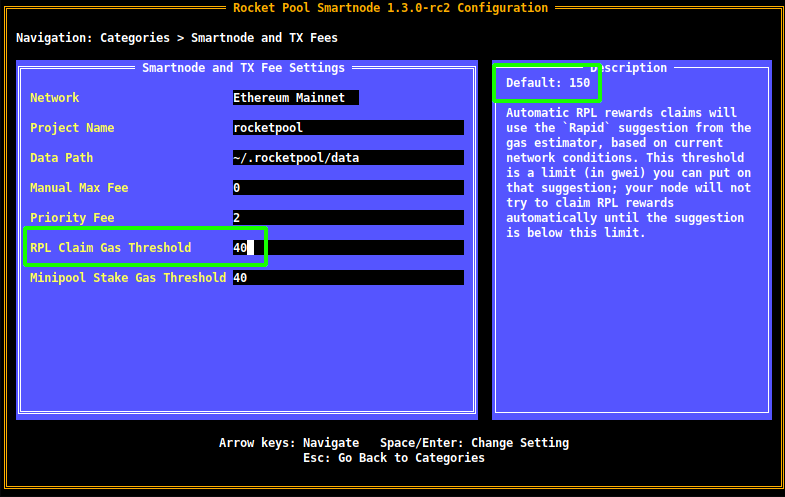 Rocket Pool Smartnode 1.3.0-rc2 Configuration
Navigation: Categories > Smartnode and TX Fees
Smartnode and TX Fee Settings
Network Ethereum Mainnet
Project Name rocketpool
Data Path ~/.rocketpool/data
Manual Max Fee 0
Priority Fee 2
RPL Claim Gas Threshold 40
Minipool Stake Gas Threshold 40
Description
Default: 150
Automatic RPL rewards claims will
use the `Rapid` suggestion from the
gas estimator, based on current
network conditions. This threshold
is a limit (in gwei) you can put on
that suggestion; your node will not
try to claim RPL rewards
automatically until the suggestion
is below this limit.
Arrow keys: Navigate Space/Enter: Change Setting
Esc: Go Back to Categories